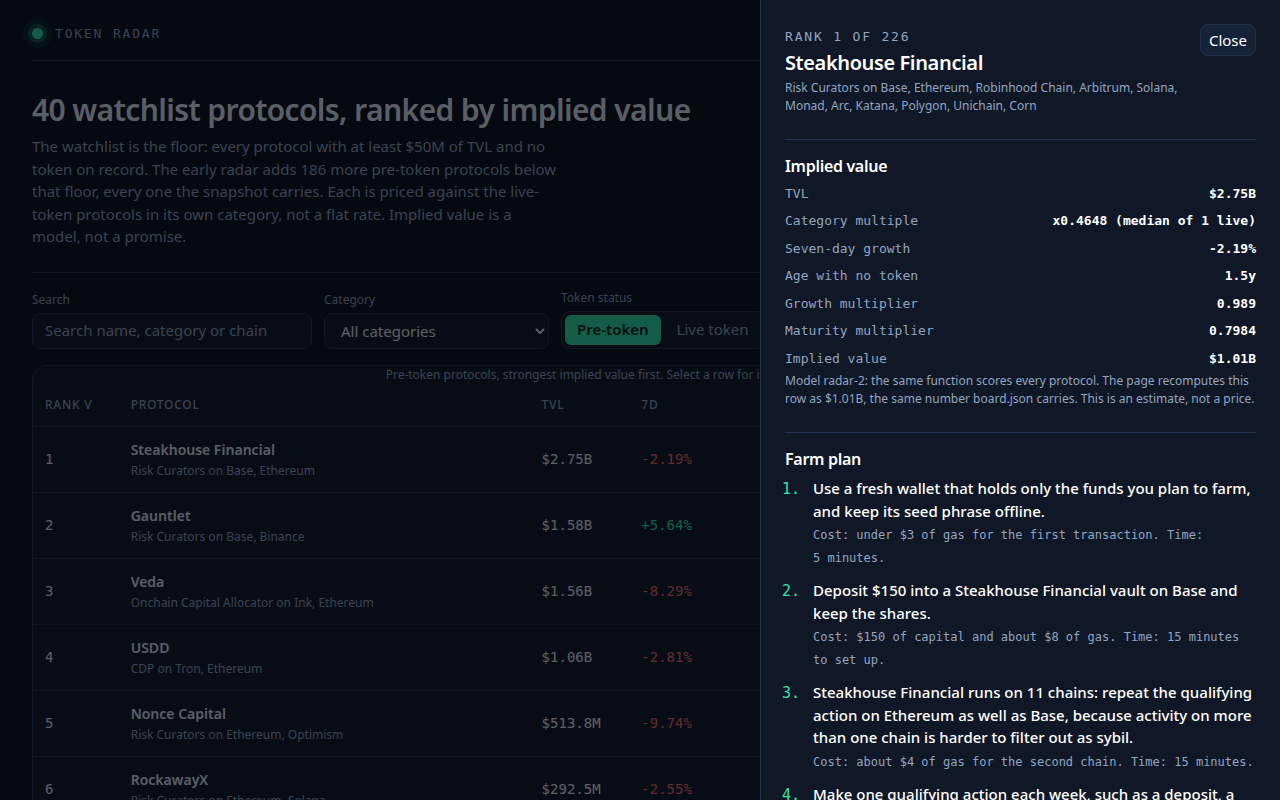 TOKEN RADAR
40 watchlist protocols, ranked by implied value
The watchlist is the floor: every protocol with at least $50M of TVL and no
token on record. The early radar adds 186 more pre-token protocols below
that floor, every one the snapshot carries. Each is priced against the live-
token protocols in its own category, not a flat rate. Implied value is a
model, not a promise.
Search
Category
Token status
Search name, category or chain
All categories
Pre-token
Live token
Pre-token protocols, strongest implied value first. Select a row for
RANK V PROTOCOL TVL 7D
1 Steakhouse Financial $2.75B -2.19%
Risk Curators on Base, Ethereum
2 Gauntlet $1.58B +5.64%
Risk Curators on Base, Binance
3 Veda $1.56B -8.29%
Onchain Capital Allocator on Ink, Ethereum
4 USDD $1.06B -2.81%
CDP on Tron, Ethereum
5 Nonce Capital $513.8M -9.74%
Risk Curators on Ethereum, Optimism
6 RockawayX $292.5M -2.55%
Risk Curators on Ethereum, Solana
RANK 1 OF 226
Close
Steakhouse Financial
Risk Curators on Base, Ethereum, Robinhood Chain, Arbitrum, Solana,
Monad, Arc, Katana, Polygon, Unichain, Corn
Implied value
TVL $2.75B
Category multiple x0.4648 (median of 1 live)
Seven-day growth -2.19%
Age with no token 1.5y
Growth multiplier 0.989
Maturity multiplier 0.7984
Implied value $1.01B
Model radar-2: the same function scores every protocol. The page recomputes this
row as $1.01B, the same number board.json carries. This is an estimate, not a price.
Farm plan
1. Use a fresh wallet that holds only the funds you plan to farm,
and keep its seed phrase offline.
Cost: under $3 of gas for the first transaction. Time:
5 minutes.
2. Deposit $150 into a Steakhouse Financial vault on Base and
keep the shares.
Cost: $150 of capital and about $8 of gas. Time: 15 minutes
to set up.
3. Steakhouse Financial runs on 11 chains: repeat the qualifying
action on Ethereum as well as Base, because activity on more
than one chain is harder to filter out as sybil.
Cost: about $4 of gas for the second chain. Time: 15 minutes.
4. Make one qualifying action each week, such as a deposit, a